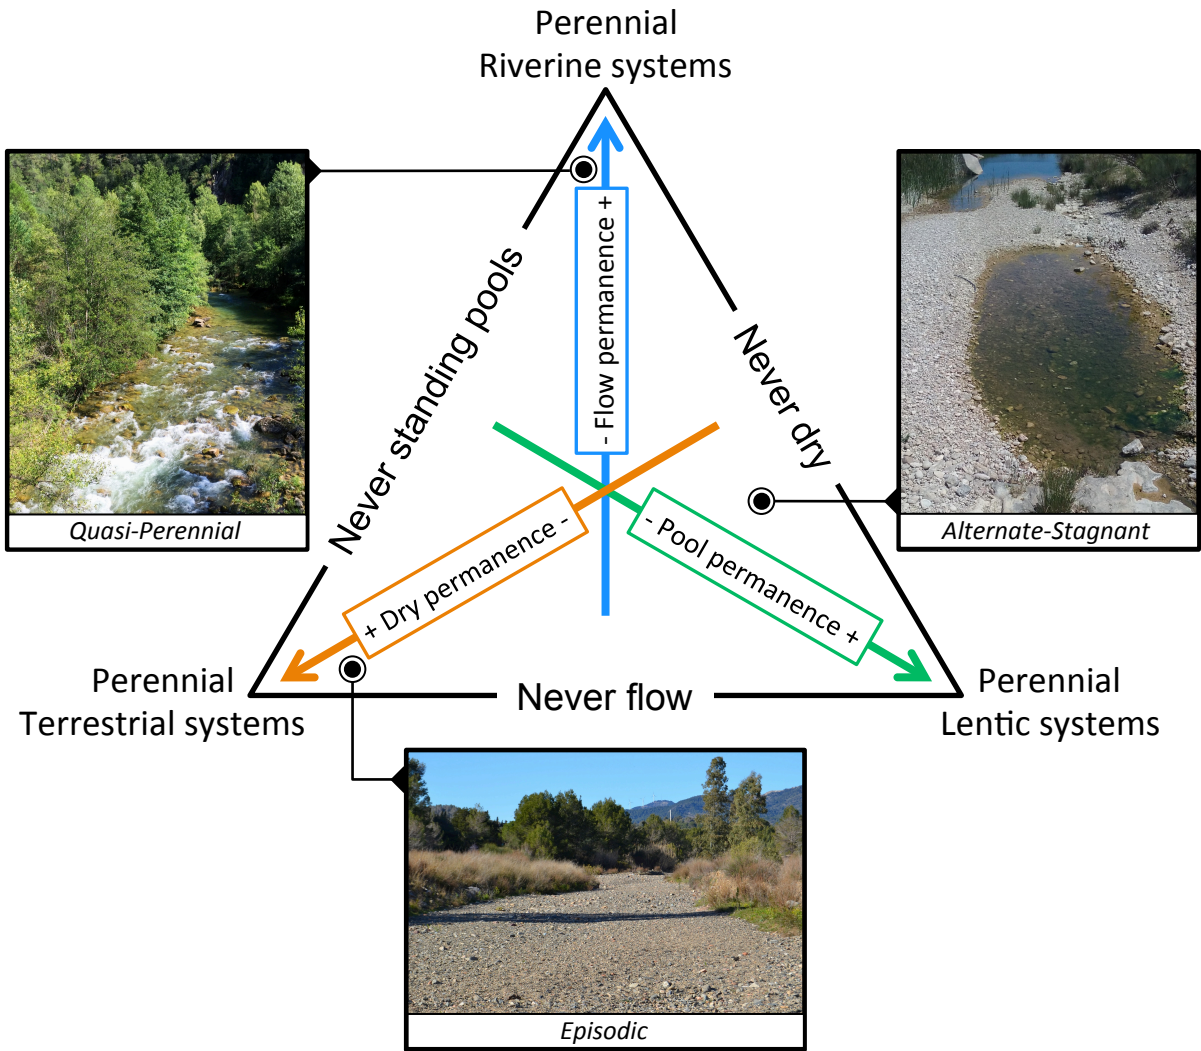 Perennial
Riverine systems
Never standing pools
- Flow permanence +
Never dry
Quasi-Perennial
Alternate-Stagnant
+ Dry permanence -
- Pool permanence +
Perennial
Terrestrial systems
Never flow
Perennial
Lentic systems
Episodic